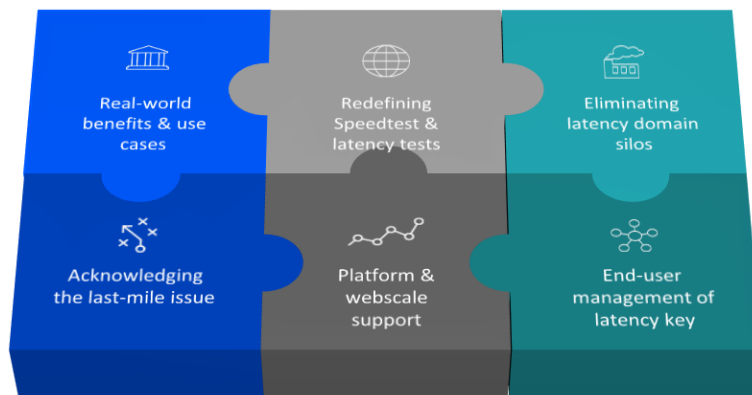 Real-world
benefits & use
cases
Redefining
Speedtest &
latency tests
Eliminating
latency domain
silos
Acknowledging
the last-mile issue
Platform &
webscale
support
End-user
management of
latency key